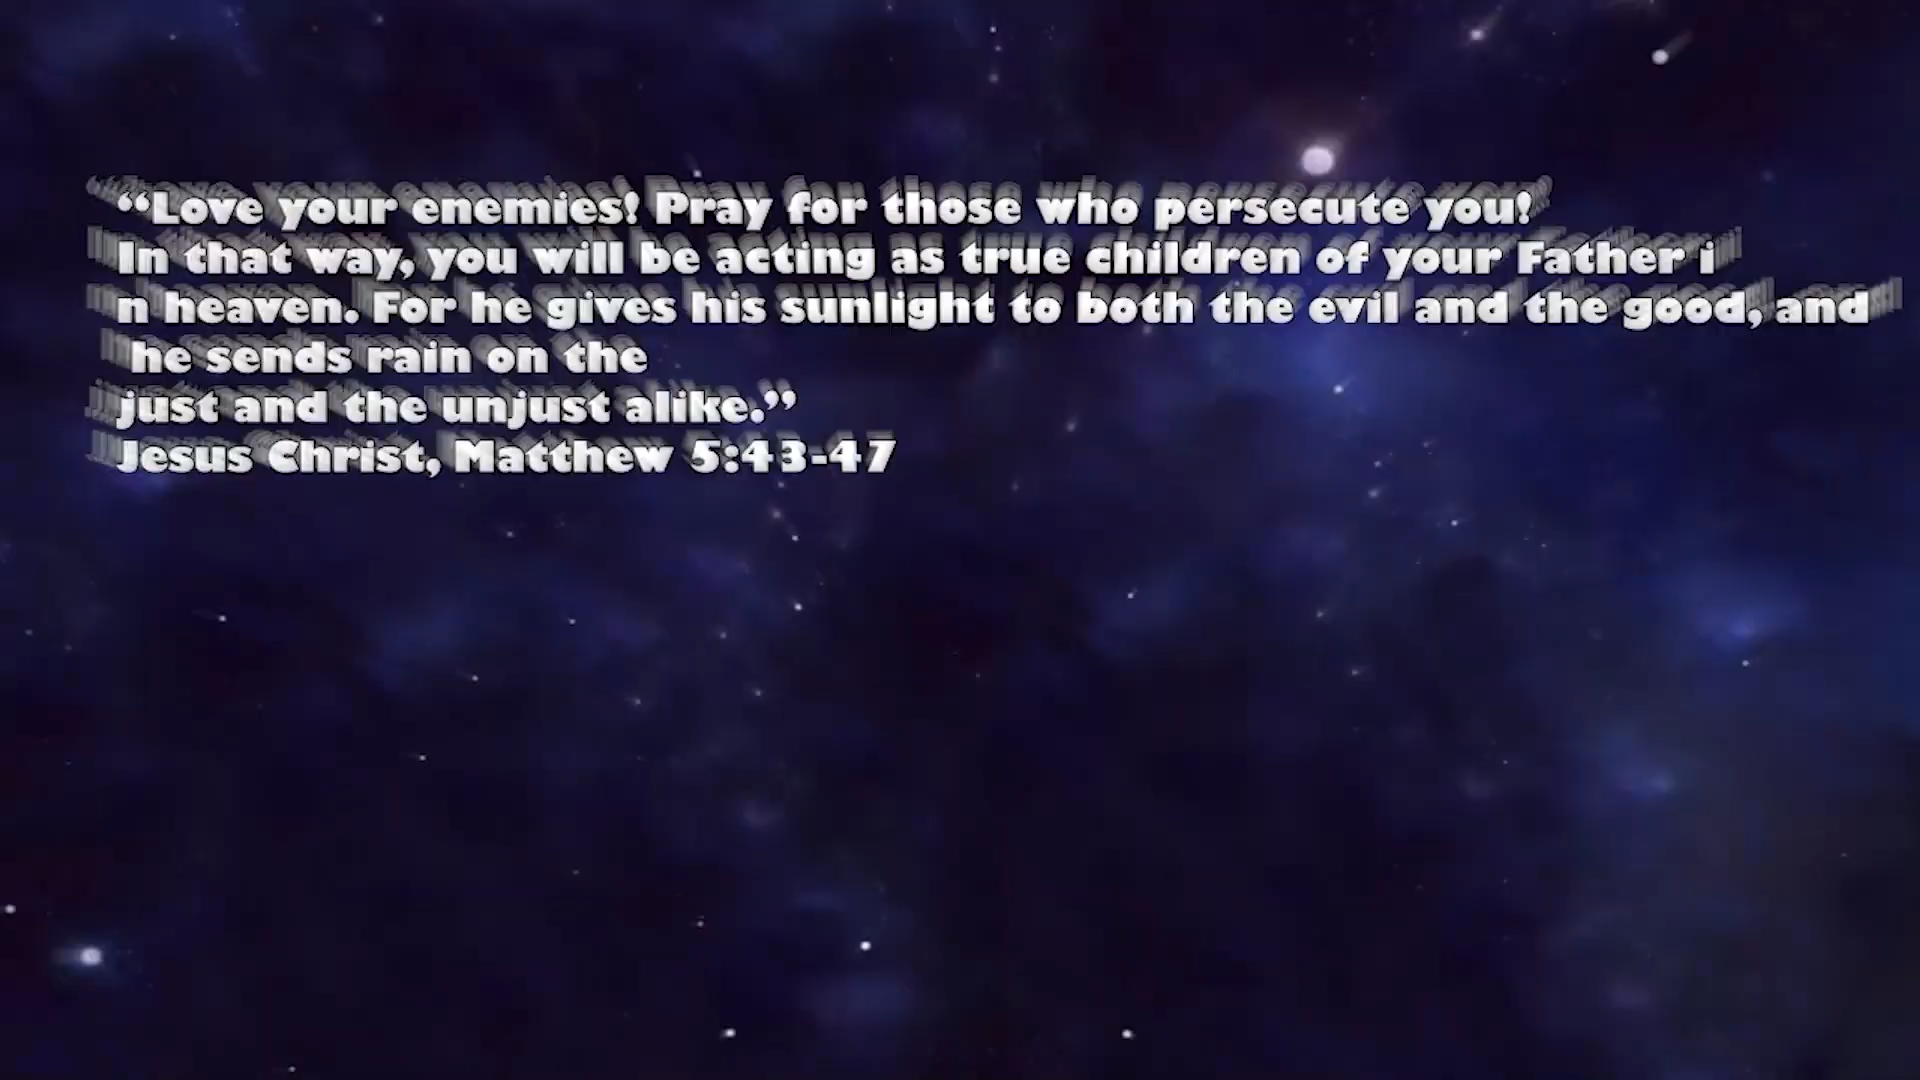 “Love your enemies! Pray for those who persecute you!
In that way, you will be acting as true children of your Father i
n heaven. For he gives his sunlight to both the evil and the good, and
he sends rain on the
just and the unjust alike.”
Jesus Christ, Matthew 5:43-47